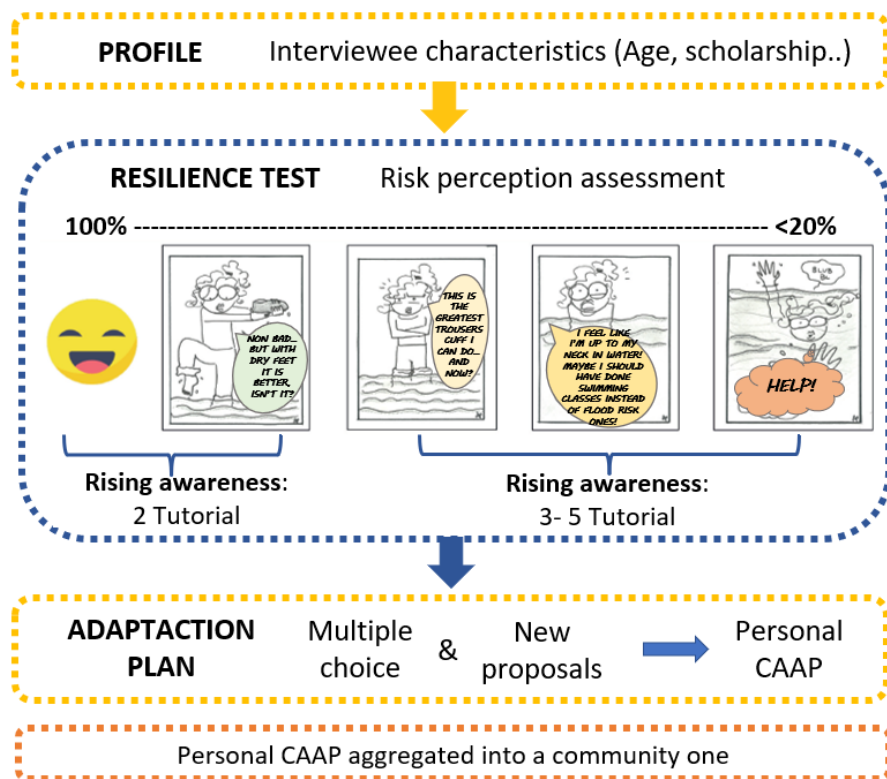 PROFILE Interviewee characteristics (Age, scholarship..)
RESILIENCE TEST Risk perception assessment
100% <20%
NON BAD...
BUT WITH
DRY FEET
IT IS
BETTER,
ISN'T IT?
THIS IS
THE
GREATEST
TROUSERS
CUFF I
CAN DO...
AND
NOW?
I FEEL LIKE
I'M UP TO MY
NECK IN WATER!
MAYBE I SHOULD
HAVE DONE
SWIMMING
CLASSES INSTEAD
OF FLOOD RISK
ONES!
BLUB
BL
HELP!
Rising awareness:
2 Tutorial
Rising awareness:
3- 5 Tutorial
ADAPTACTION
PLAN
Multiple
choice
&
New
proposals
Personal
CAAP
Personal CAAP aggregated into a community one